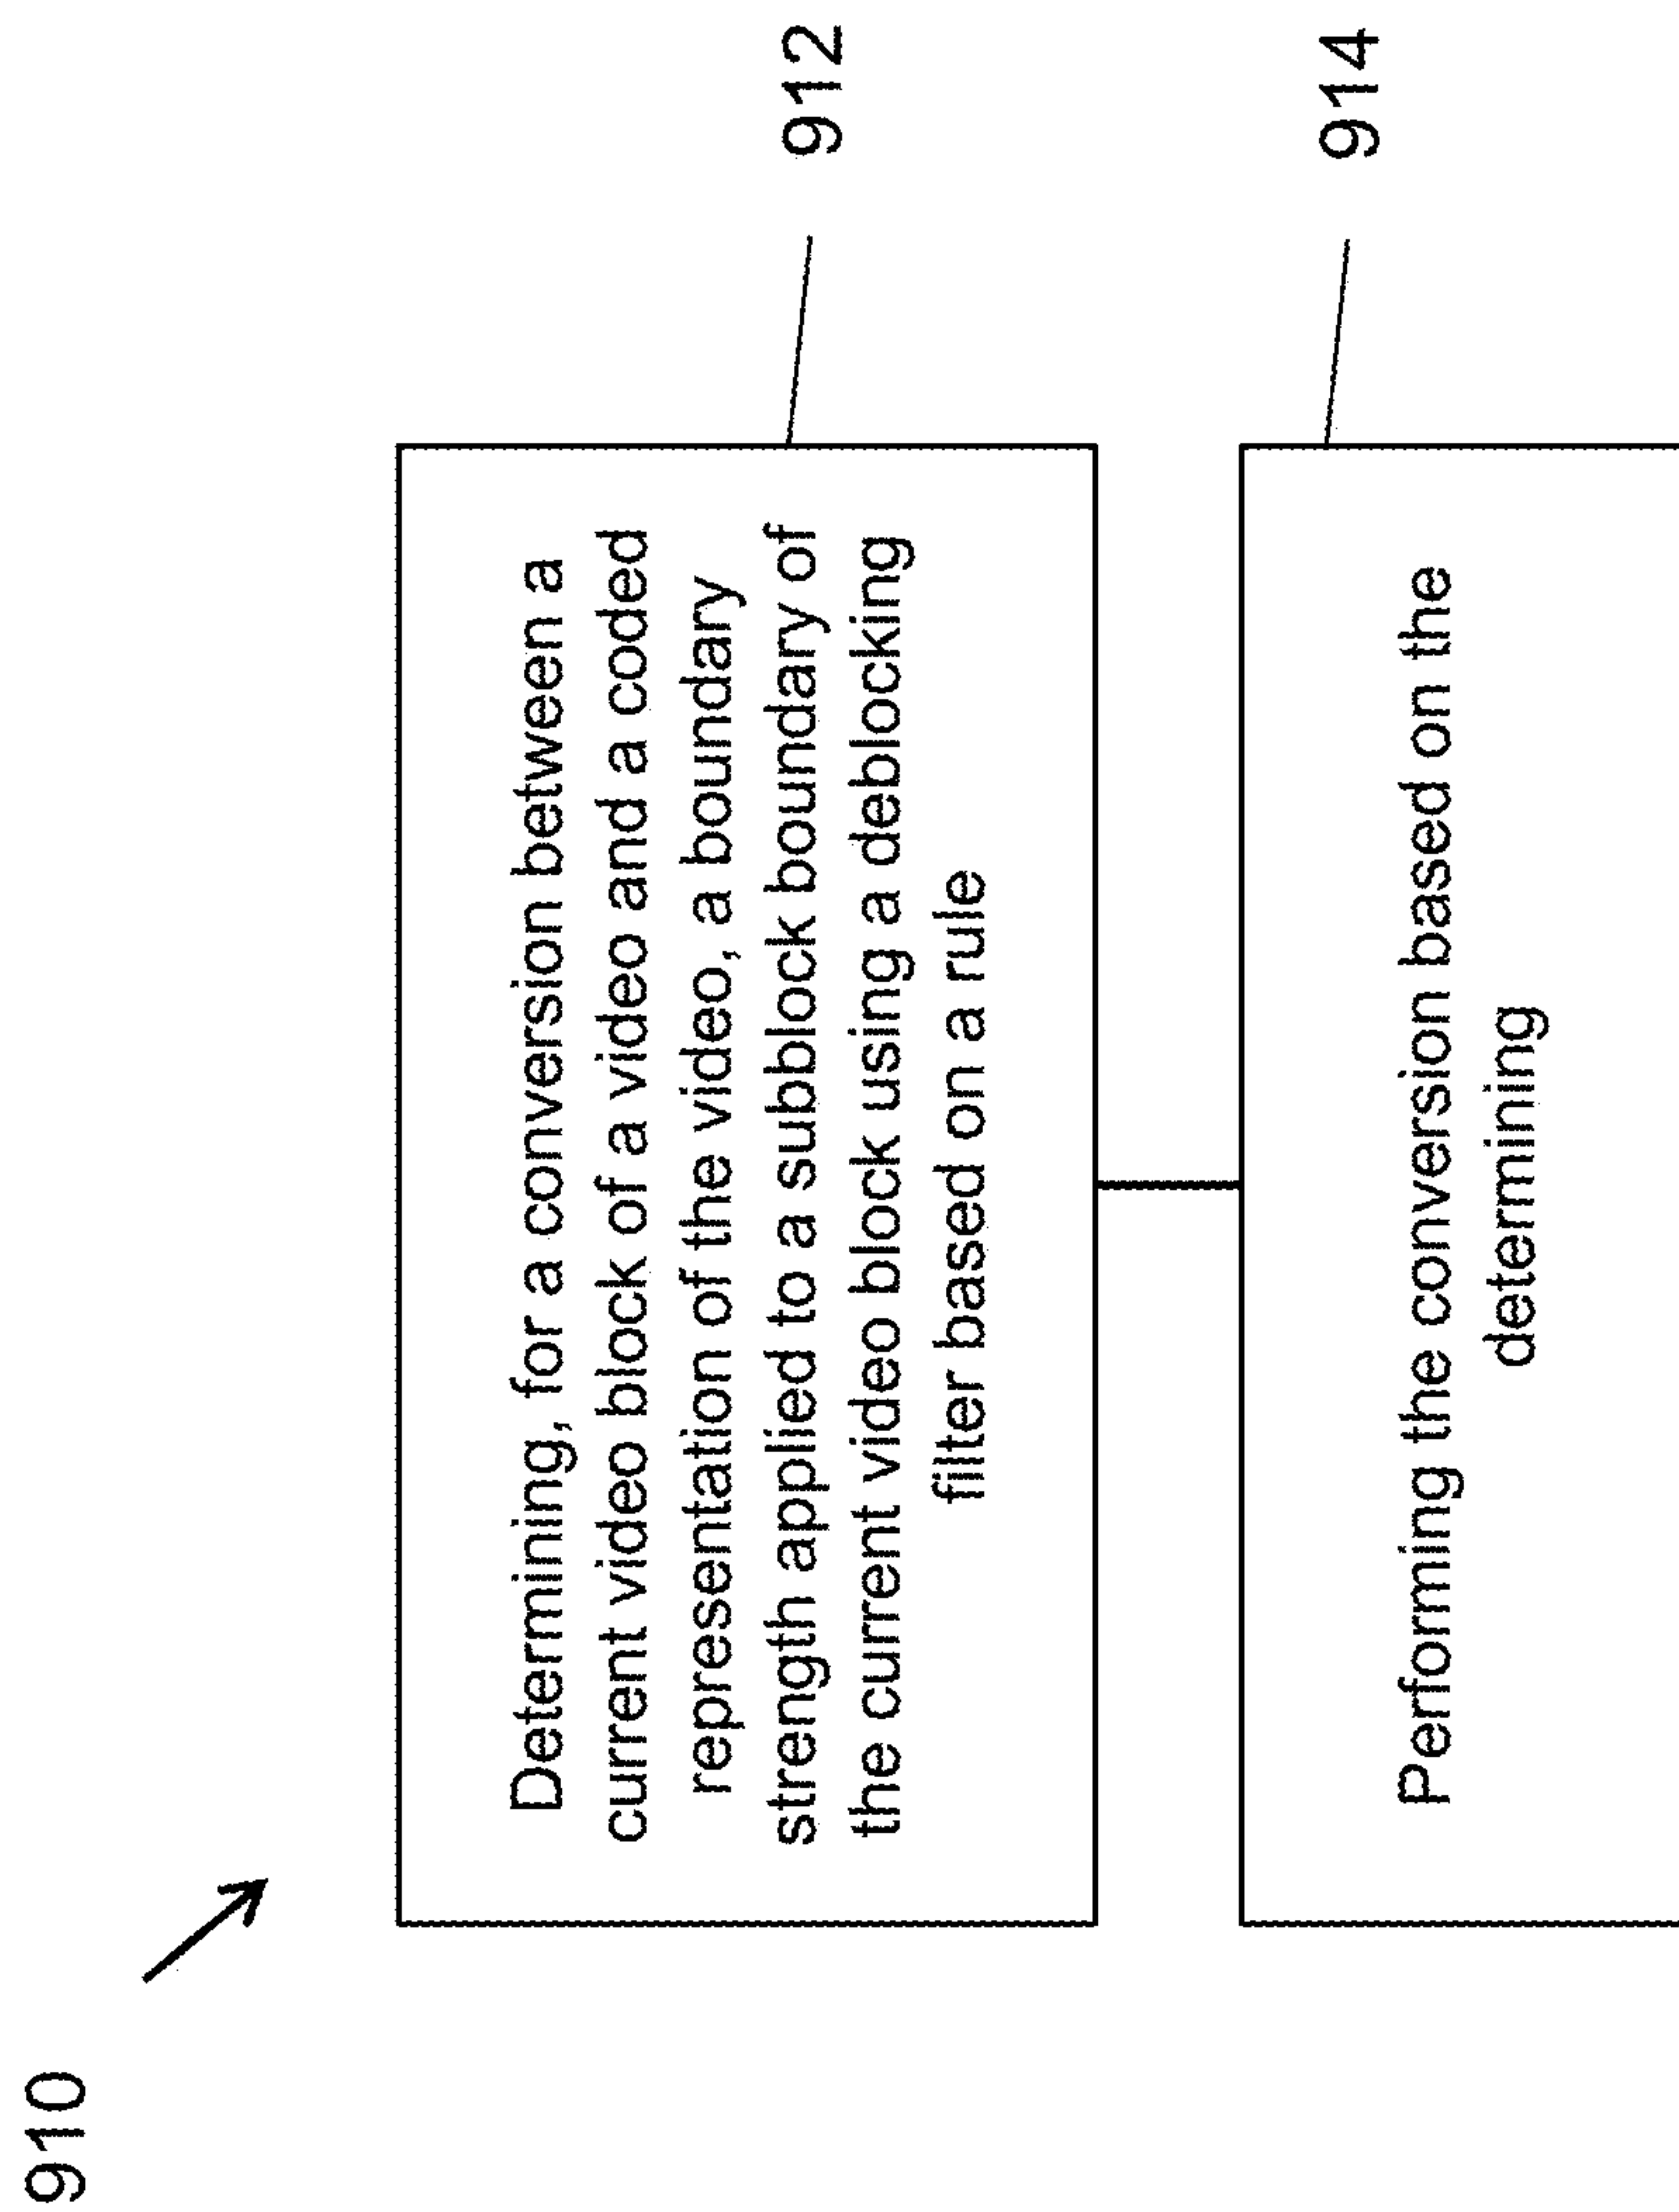 910
Determining, for a conversion between a
current video block of a video and a coded
representation of the video, a boundary
strength applied to a subblock boundary of
the current video block using a deblocking
filter based on a rule
912
Performing the conversion based on the
determining
914